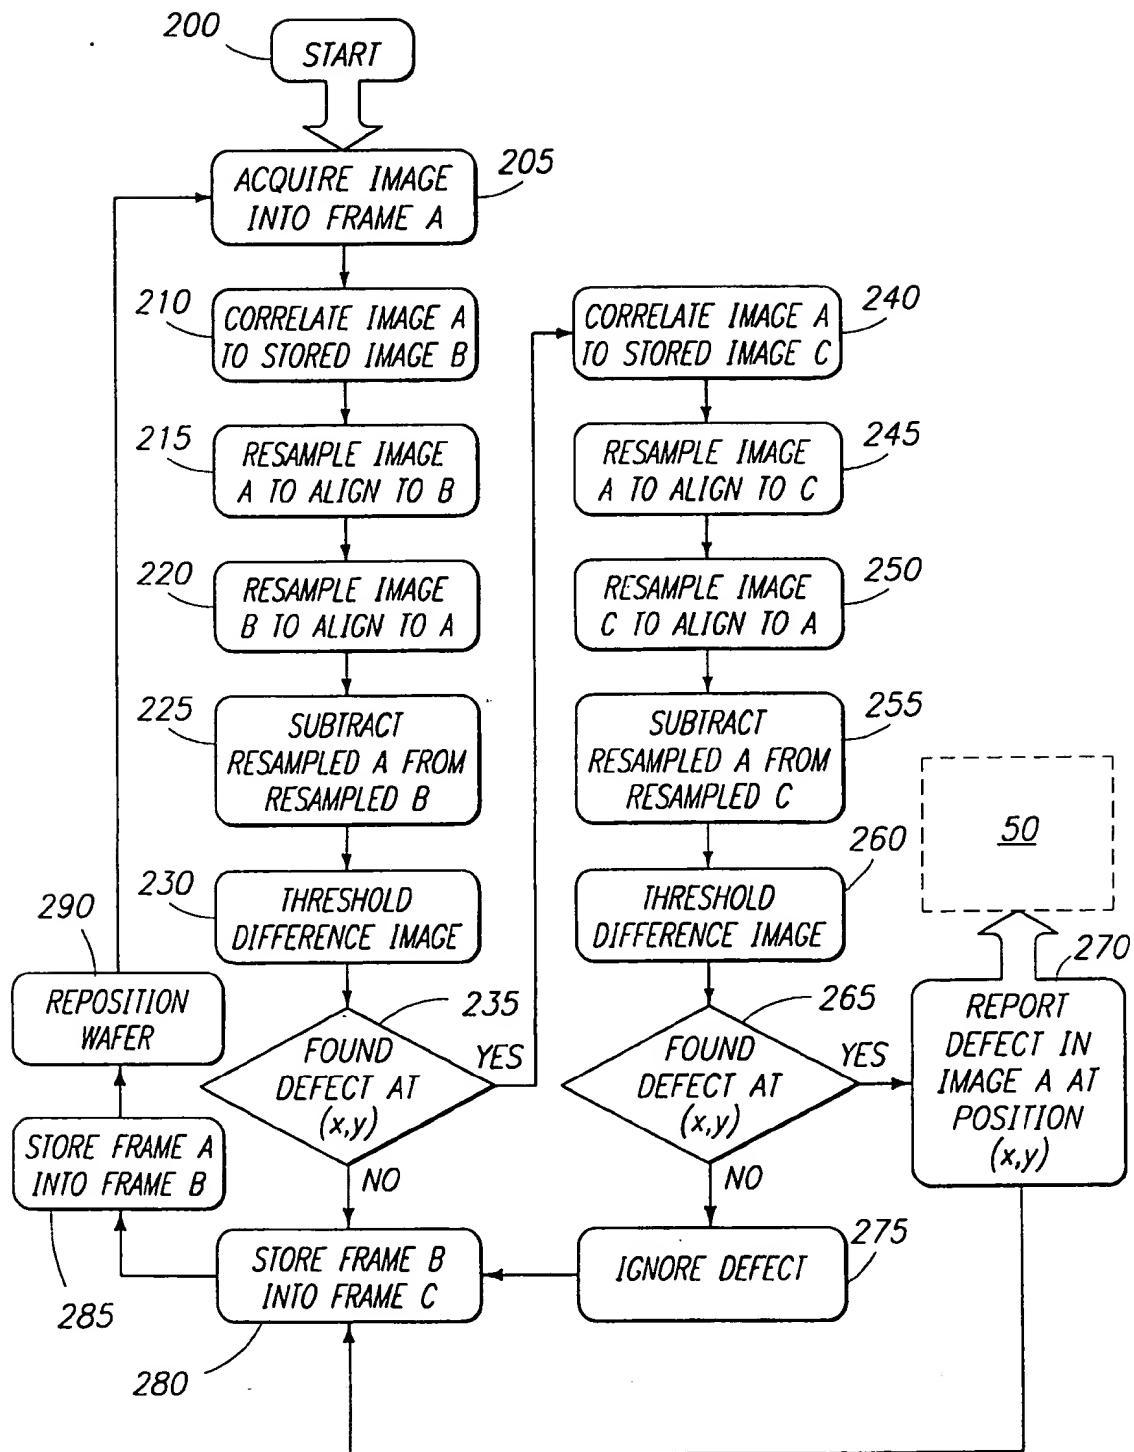 200
START
ACQUIRE IMAGE
INTO FRAME A
205
210
CORRELATE IMAGE A
TO STORED IMAGE B
215
RESAMPLE IMAGE
A TO ALIGN TO B
220
RESAMPLE IMAGE
B TO ALIGN TO A
225
SUBTRACT
RESAMPLED A FROM
RESAMPLED B
230
THRESHOLD
DIFFERENCE IMAGE
235
FOUND
DEFECT AT
(x,y)
YES
NO
240
CORRELATE IMAGE A
TO STORED IMAGE C
245
RESAMPLE IMAGE
A TO ALIGN TO C
250
RESAMPLE IMAGE
C TO ALIGN TO A
255
SUBTRACT
RESAMPLED A FROM
RESAMPLED C
260
THRESHOLD
DIFFERENCE IMAGE
265
FOUND
DEFECT AT
(x,y)
YES
NO
50
270
REPORT
DEFECT IN
IMAGE A AT
POSITION
(x,y)
275
IGNORE DEFECT
280
STORE FRAME B
INTO FRAME C
285
STORE FRAME A
INTO FRAME B
290
REPOSITION
WAFER